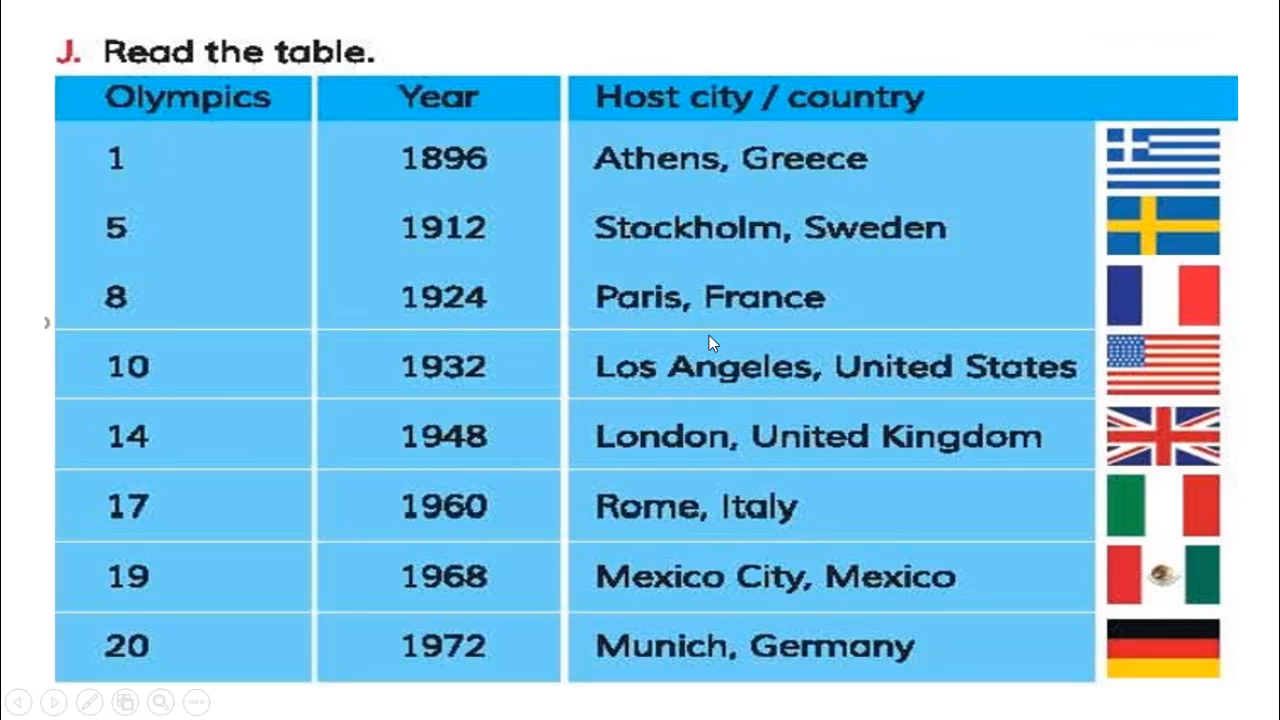 J. Read the table.
Olympics Year Host city / country
1 1896 Athens, Greece
5 1912 Stockholm, Sweden
8 1924 Paris, France
10 1932 Los Angeles, United States
14 1948 London, United Kingdom
17 1960 Rome, Italy
19 1968 Mexico City, Mexico
20 1972 Munich, Germany